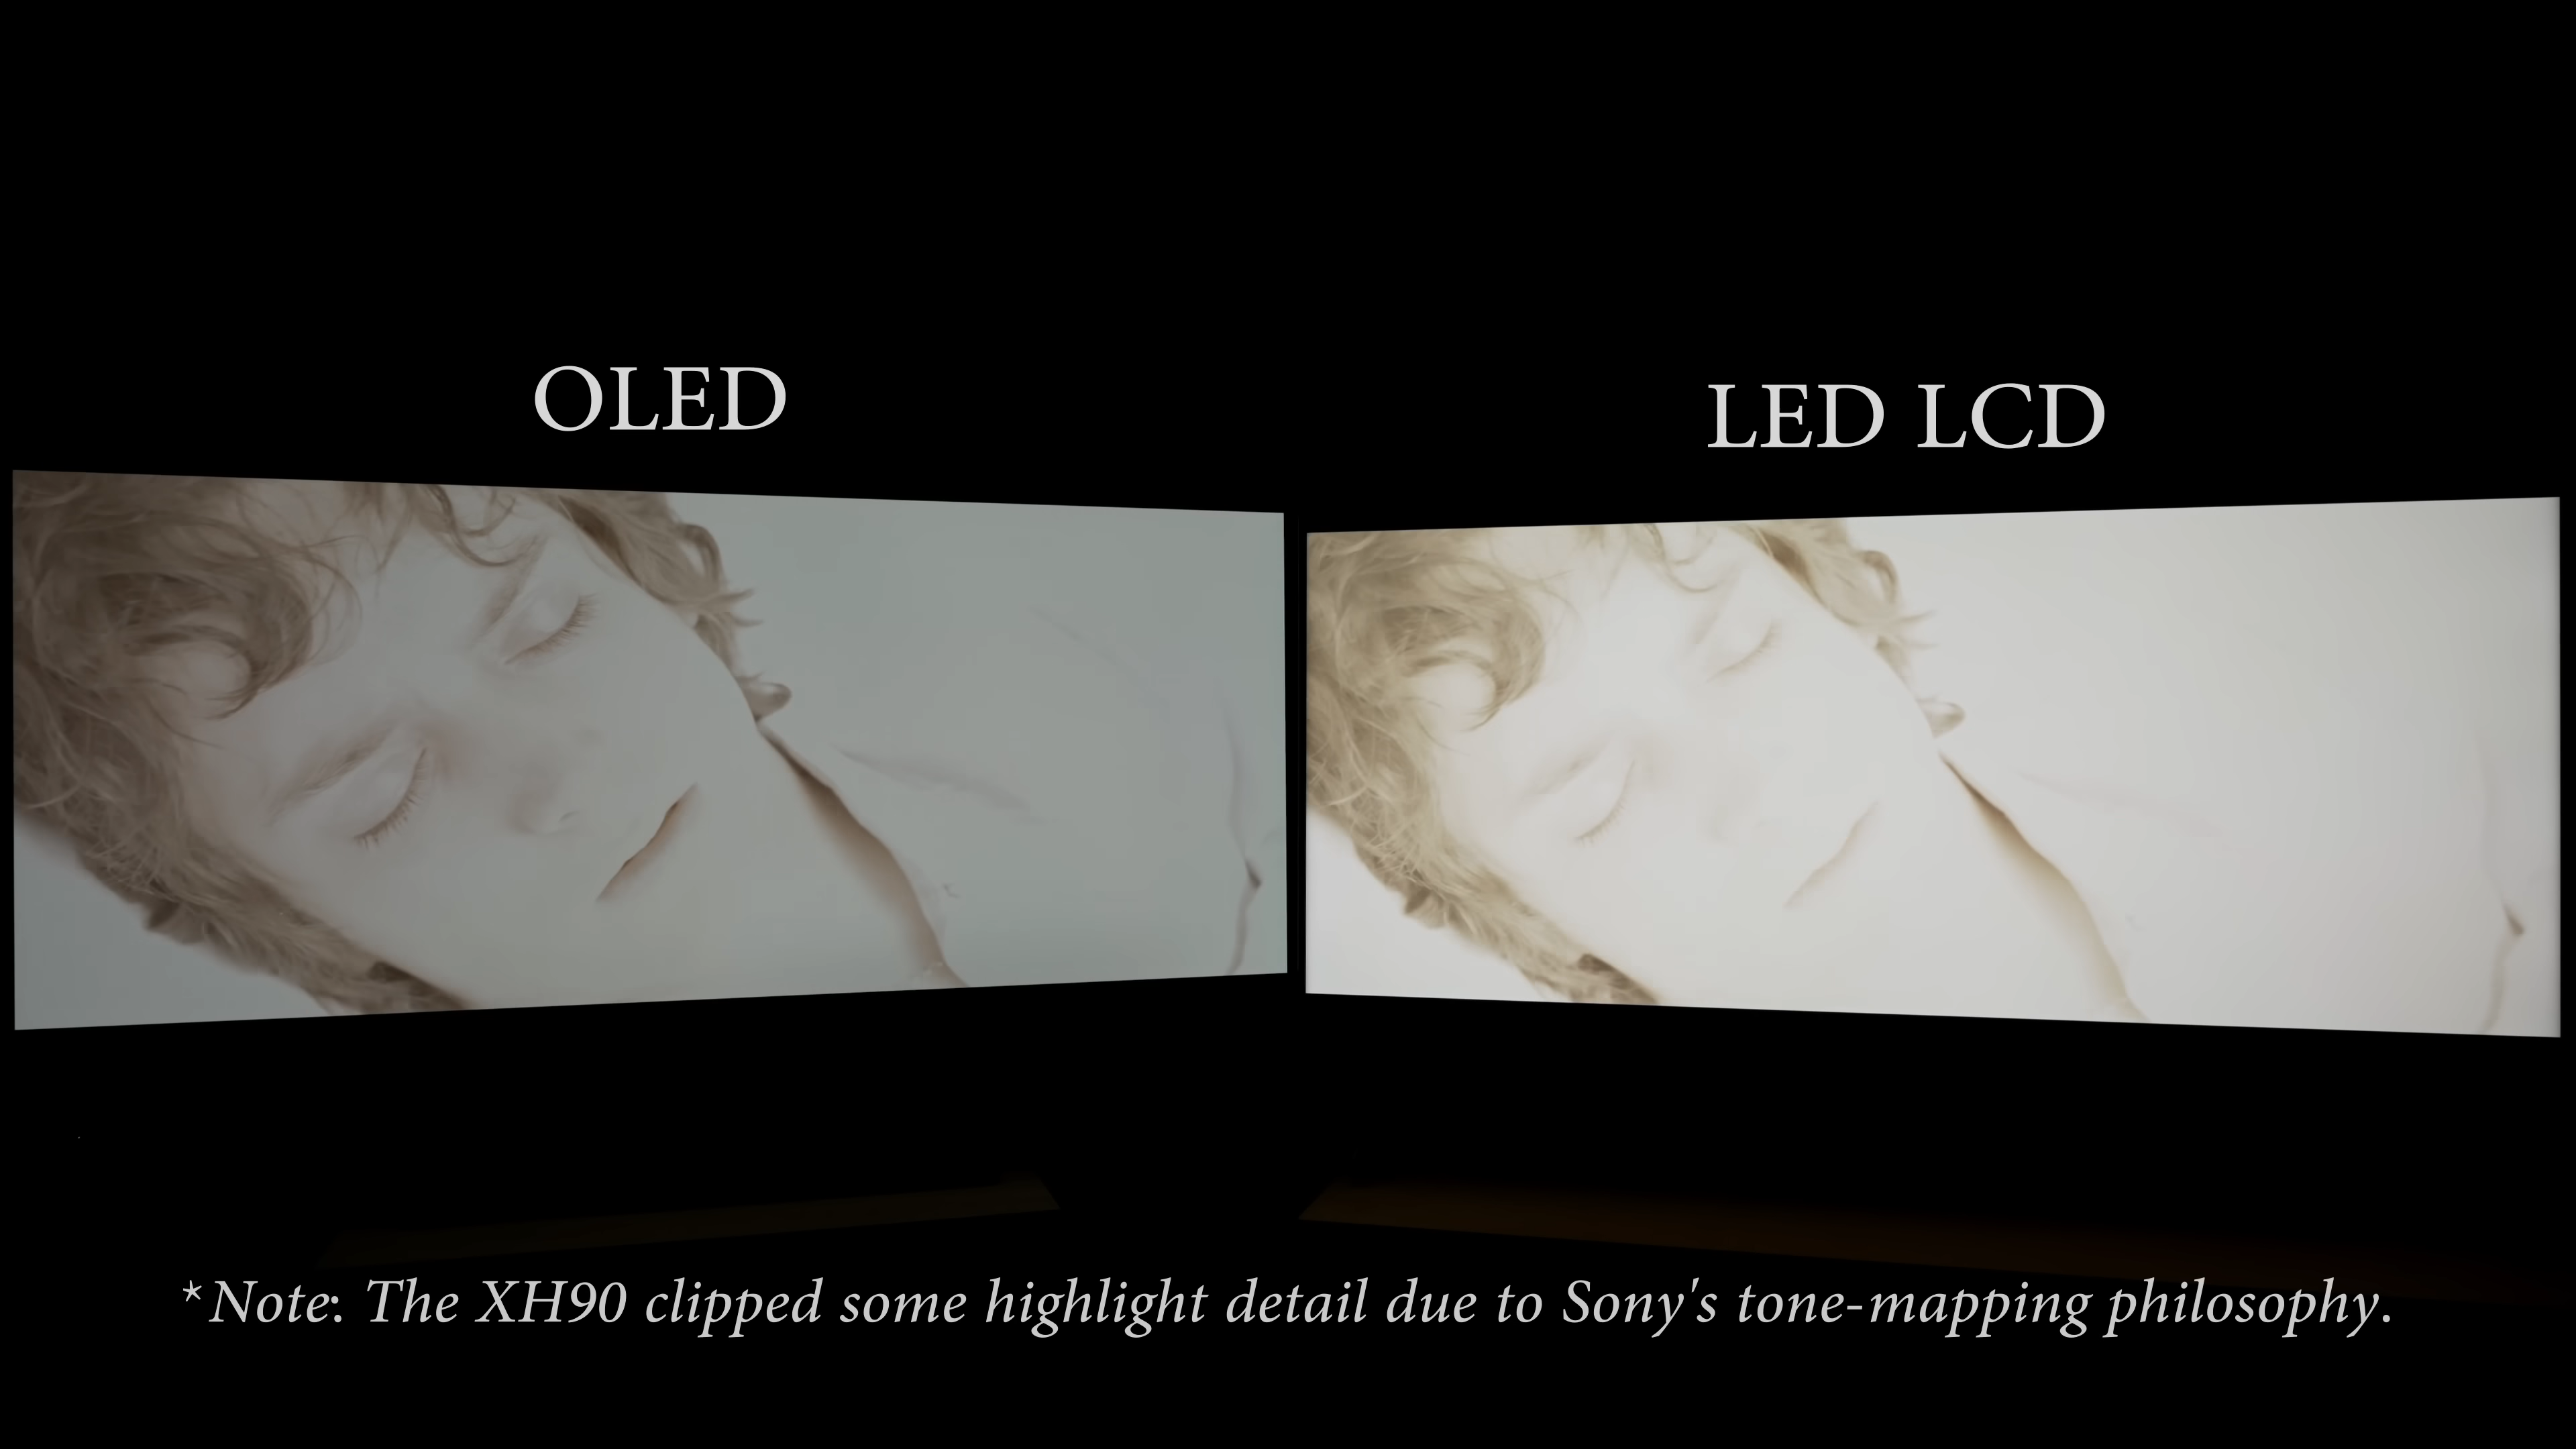 OLED
LED LCD
*Note: The XH90 clipped some highlight detail due to Sony's tone-mapping philosophy.